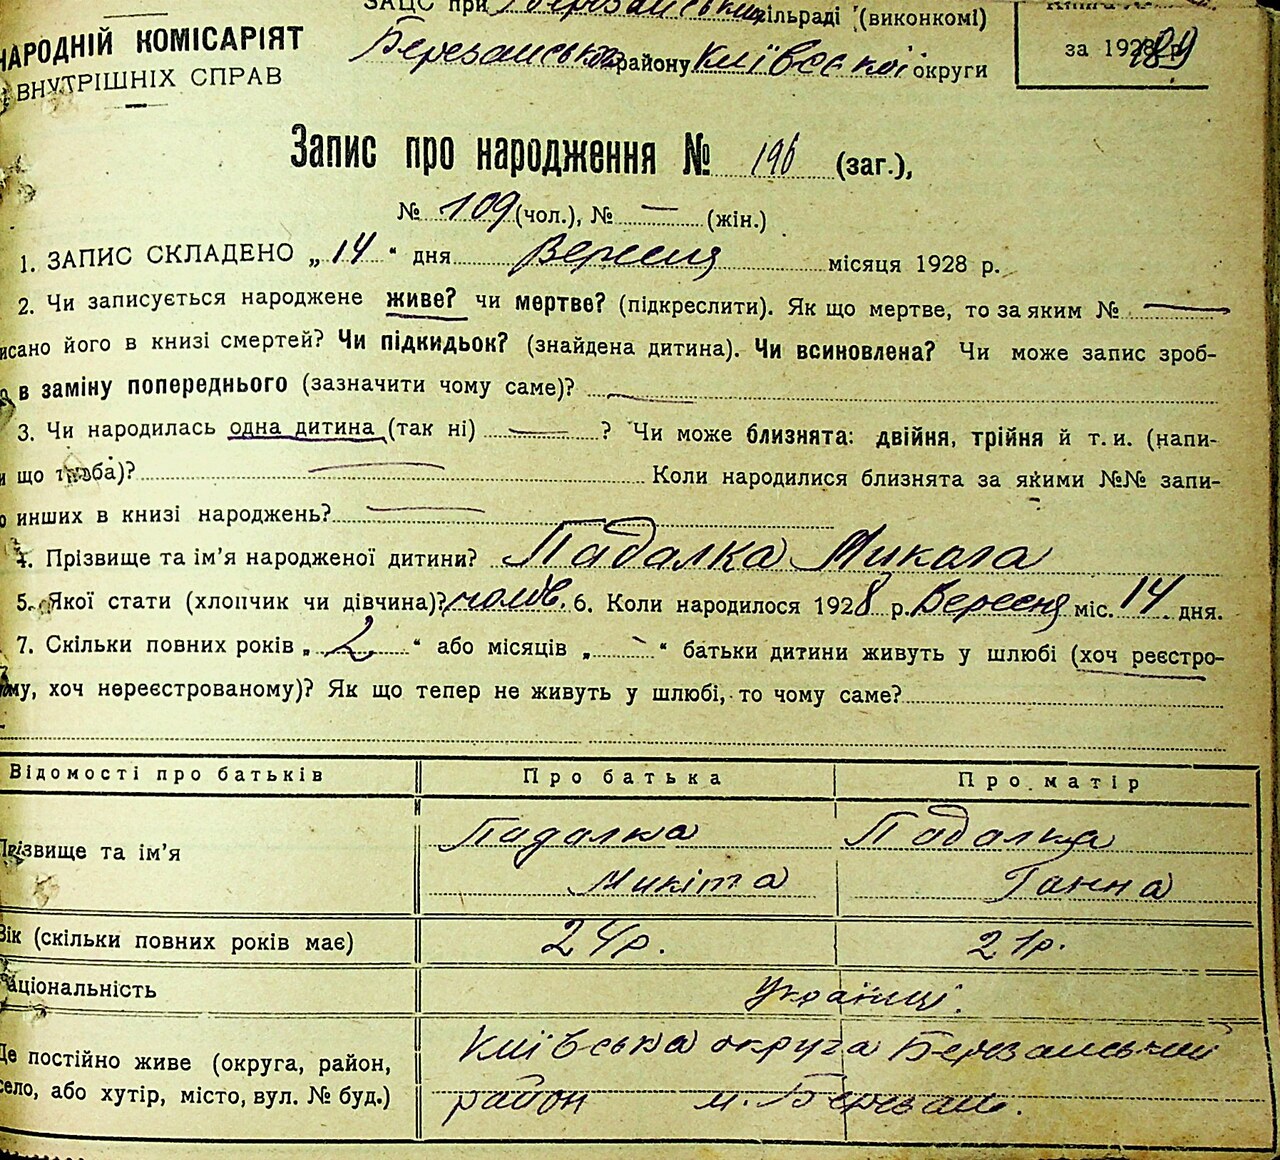 ЗАЦС при Березанській сільраді (виконкомі)
НАРОДНІЙ КОМІСАРІЯТ
ВНУТРІШНІХ СПРАВ
Березанського району Київської округи
за 1928 р.
Запис про народження № 196 (заг.),
№ 109 (чол.), № — (жін.)
1. ЗАПИС СКЛАДЕНО „14“ дня Вересня місяця 1928 р.
2. Чи записується народжене живе? чи мертве? (підкреслити). Як що мертве, то за яким № —
исано його в книзі смертей? Чи підкидьок? (знайдена дитина). Чи всиновлена? Чи може запис зроб-
в заміну попереднього (зазначити чому саме)? —
3. Чи народилась одна дитина (так ні) — ? Чи може близнята: двійня, трійня й т. и. (напи-
що треба)? — Коли народилися близнята за якими №№ запи-
инших в книзі народжень? —
4. Прізвище та ім’я народженої дитини? Падалка Микола
5. Якої стати (хлопчик чи дівчина)? чолов. 6. Коли народилося 1928 р. Вересня міс. 14 дня.
7. Скільки повних років „2“ або місяців „-“ батьки дитини живуть у шлюбі (хоч реєстро-
му, хоч нереєстрованому)? Як що тепер не живуть у шлюбі, то чому саме?
Відомості про батьків Про батька Про матір
Прізвище та ім’я Падалка Падалка
Микіта Ганна
Вік (скільки повних років має) 24р. 21р.
Національність Українці.
Де постійно живе (округа, район, Київська округа Березанський
село, або хутір, місто, вул. № буд.) район м. Березань.